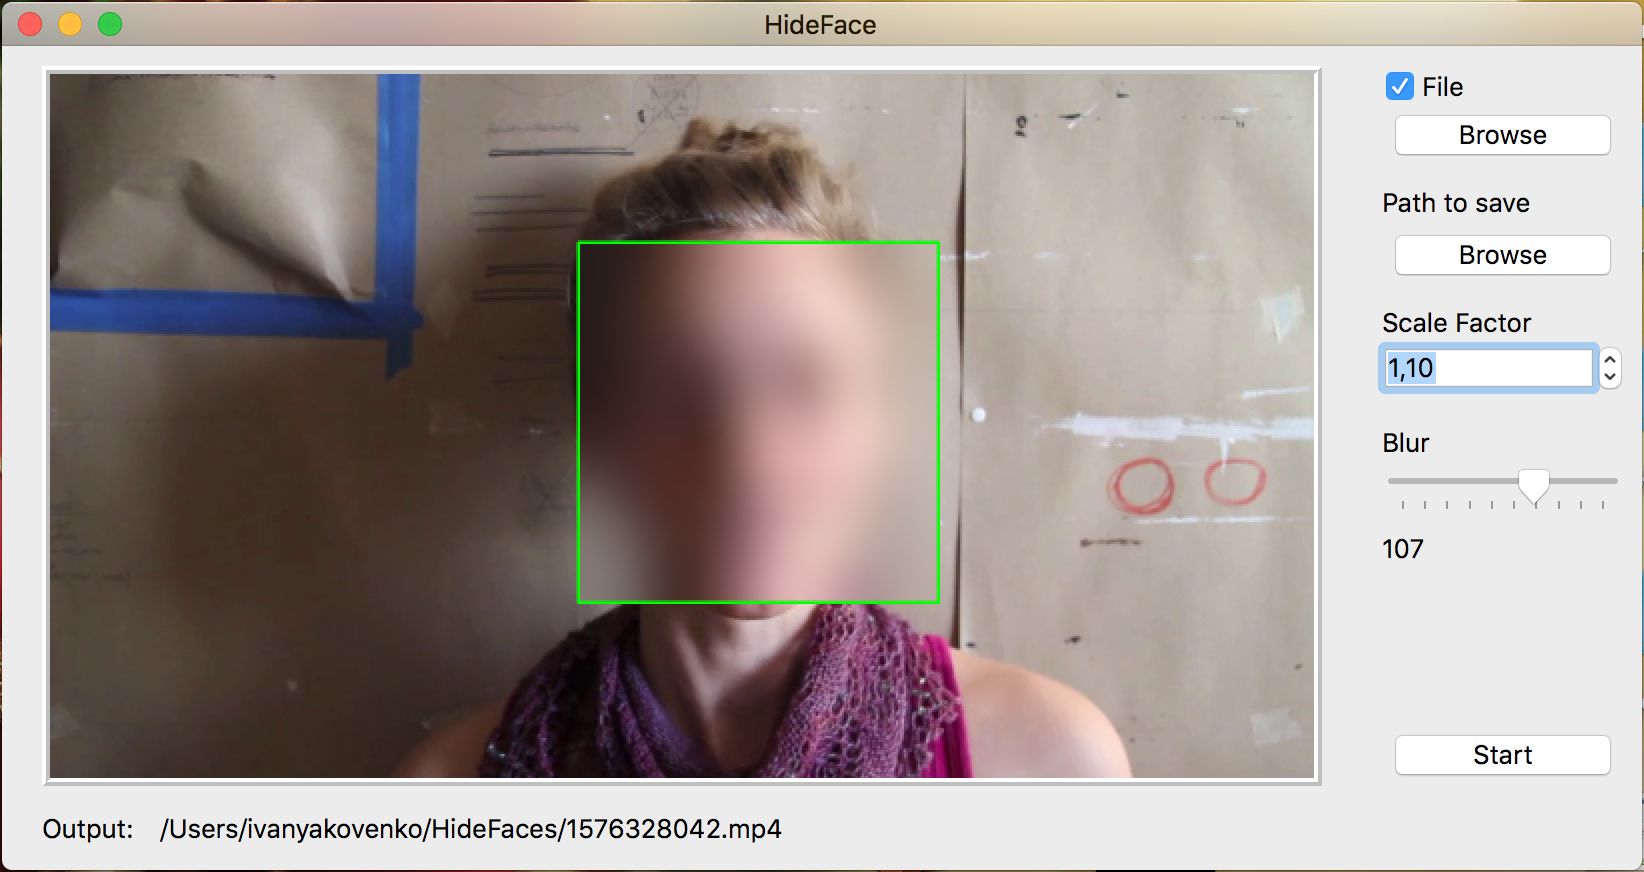 HideFace
File
Browse
Path to save
Browse
Scale Factor
1,10
Blur
107
Start
Output: /Users/ivanyakovenko/HideFaces/1576328042.mp4